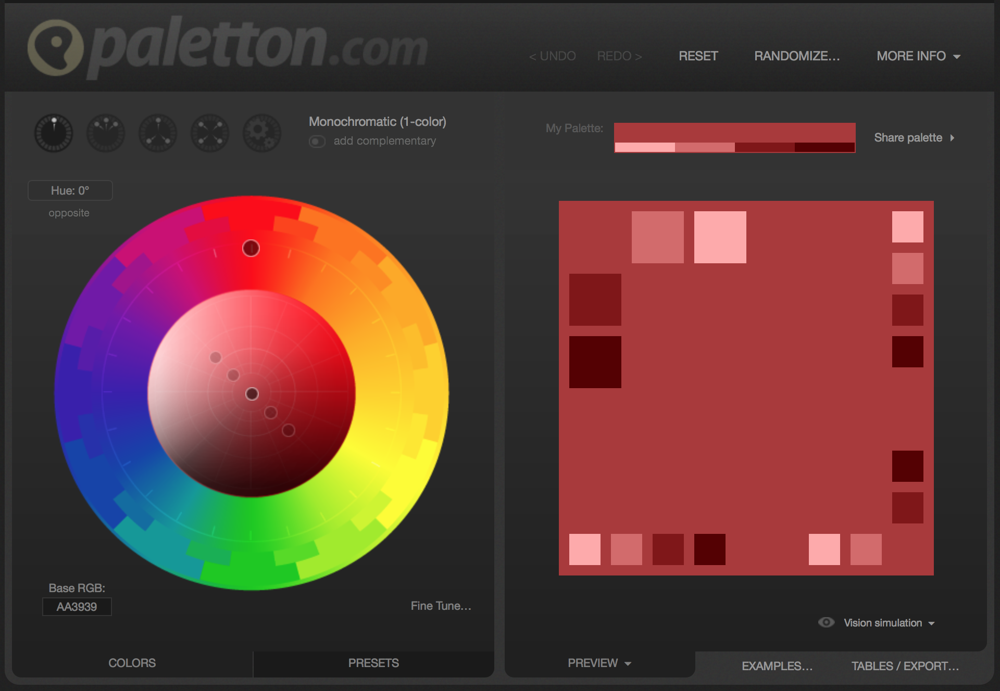 paletton.com
< UNDO
REDO >
RESET
RANDOMIZE...
MORE INFO
Monochromatic (1-color)
add complementary
My Palette:
Share palette
Hue: 0°
opposite
Base RGB:
AA3939
Fine Tune...
Vision simulation
COLORS
PRESETS
PREVIEW
EXAMPLES...
TABLES / EXPORT...